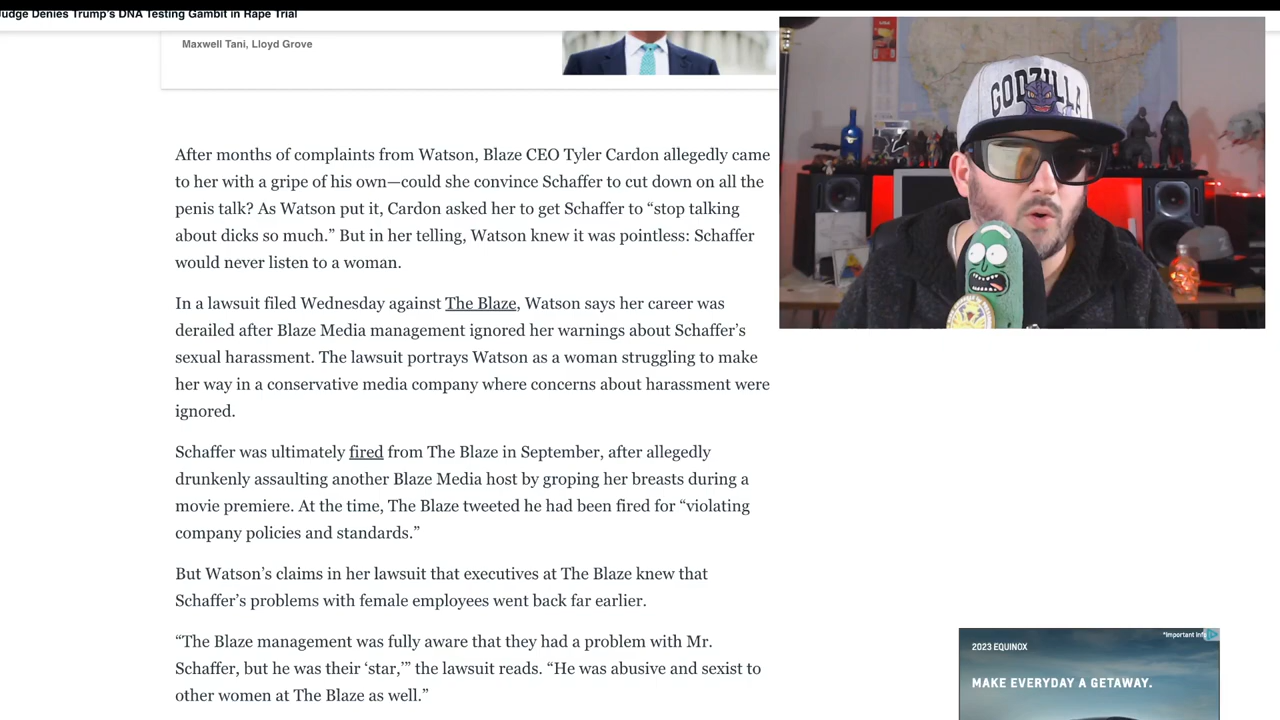 Judge Denies Trump's DNA Testing Gambit in Rape Trial
Maxwell Tani, Lloyd Grove
GODZILLA
After months of complaints from Watson, Blaze CEO Tyler Cardon allegedly came
to her with a gripe of his own—could she convince Schaffer to cut down on all the
penis talk? As Watson put it, Cardon asked her to get Schaffer to “stop talking
about dicks so much.” But in her telling, Watson knew it was pointless: Schaffer
would never listen to a woman.
In a lawsuit filed Wednesday against The Blaze, Watson says her career was
derailed after Blaze Media management ignored her warnings about Schaffer’s
sexual harassment. The lawsuit portrays Watson as a woman struggling to make
her way in a conservative media company where concerns about harassment were
ignored.
Schaffer was ultimately fired from The Blaze in September, after allegedly
drunkenly assaulting another Blaze Media host by groping her breasts during a
movie premiere. At the time, The Blaze tweeted he had been fired for “violating
company policies and standards.”
But Watson’s claims in her lawsuit that executives at The Blaze knew that
Schaffer’s problems with female employees went back far earlier.
“The Blaze management was fully aware that they had a problem with Mr.
Schaffer, but he was their ‘star,’” the lawsuit reads. “He was abusive and sexist to
other women at The Blaze as well.”
*Important Info
2023 EQUINOX
MAKE EVERYDAY A GETAWAY.